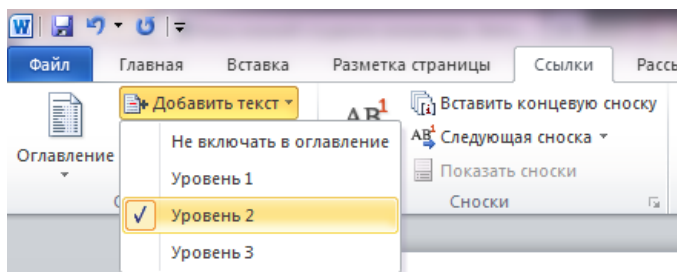 Файл Главная Вставка Разметка страницы Ссылки
Добавить текст
AB1
Вставить концевую сноску
Следующая сноска
Показать сноски
Сноски
Оглавление
Не включать в оглавление
Уровень 1
Уровень 2
Уровень 3